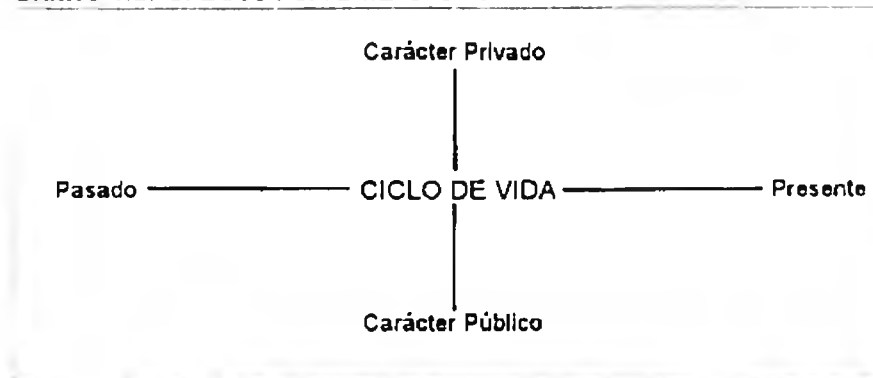 Carácter Privado
Pasado CICLO DE VIDA Presente
Carácter Público